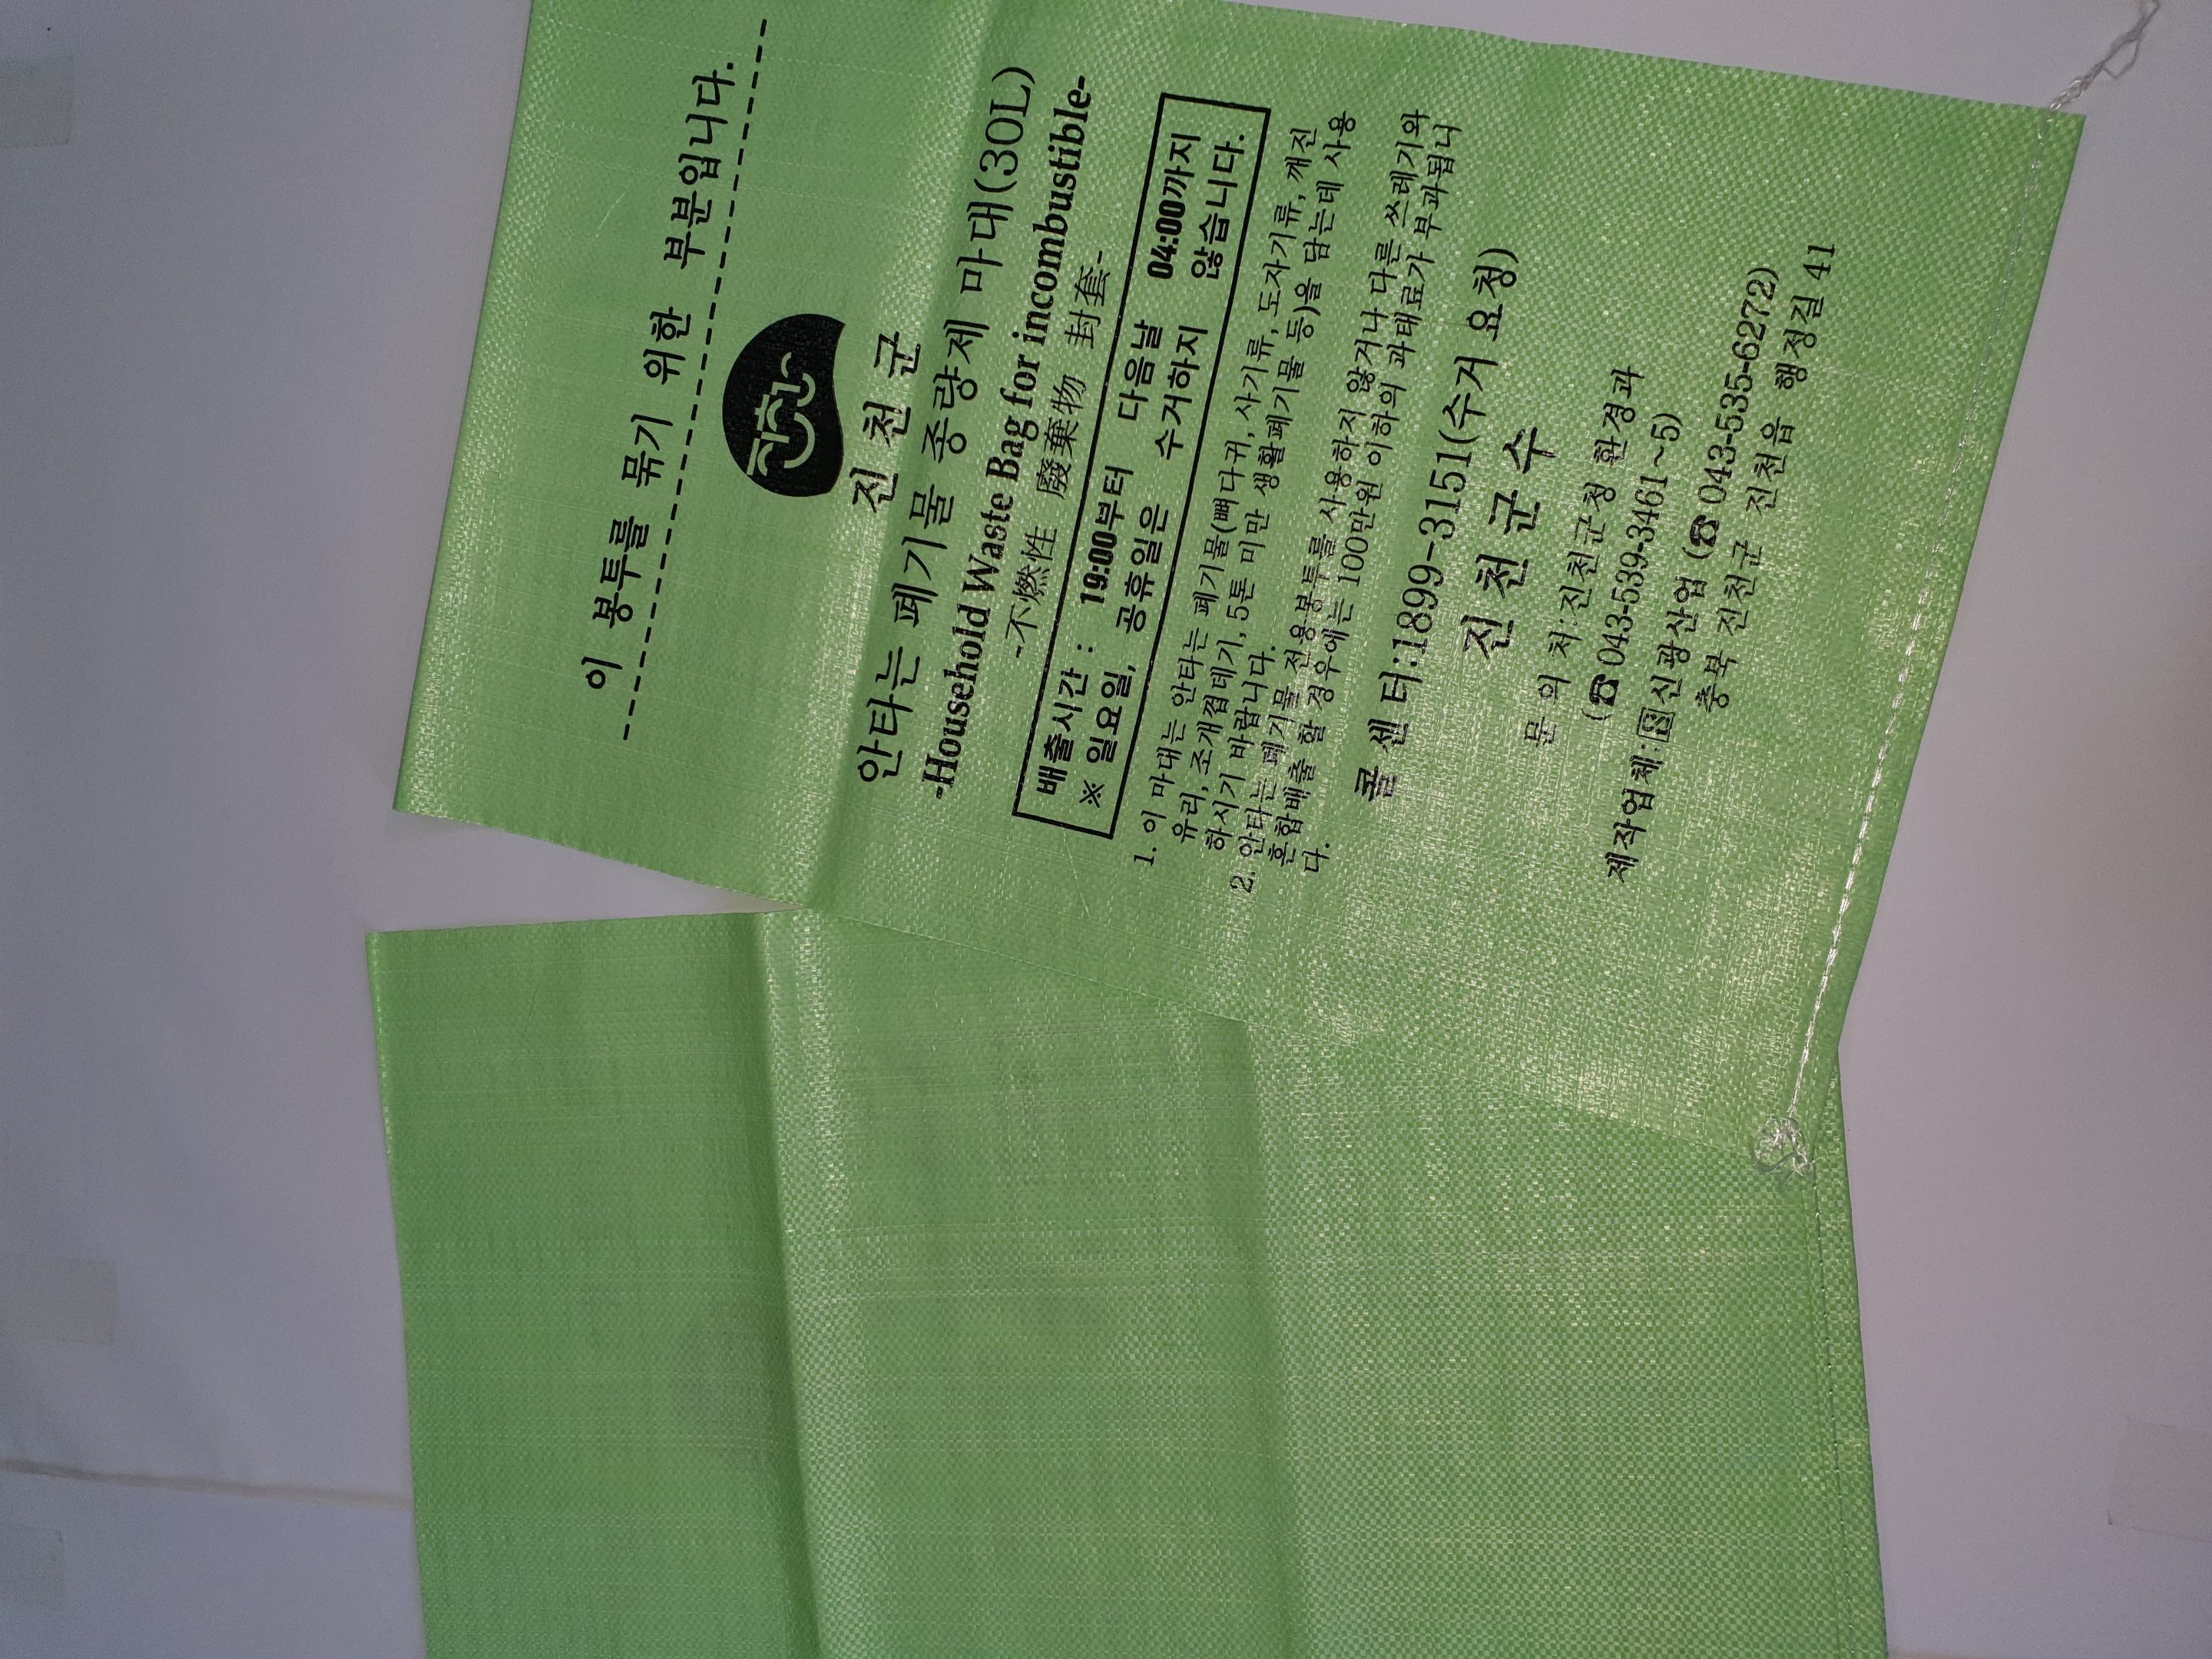 이 봉투를 묶기 위한 부분입니다.
진천
진천군
안타는 폐기물 종량제 마대(30L)
-Household Waste Bag for incombustible-
-不燃性 廢棄物 封套-
배출시간 : 19:00부터 다음날 04:00까지
※ 일요일, 공휴일은 수거하지 않습니다.
1. 이 마대는 안타는 폐기물(뼈다귀, 사기류, 도자기류, 깨진
유리, 조개껍데기, 5톤 미만 생활폐기물 등)을 담는데 사용
하시기 바랍니다.
2. 안타는 폐기물 전용봉투를 사용하지 않거나 다른 쓰레기와
혼합배출 할 경우에는 100만원 이하의 과태료가 부과됩니
다.
콜 센 터:1899-3151(수거 요청)
진 천 군 수
문 의 처:진천군청 환경과
(☎043-539-3461~5)
제작업체:신광산업 (☎043-535-6272)
충북 진천군 진천읍 행정길 41